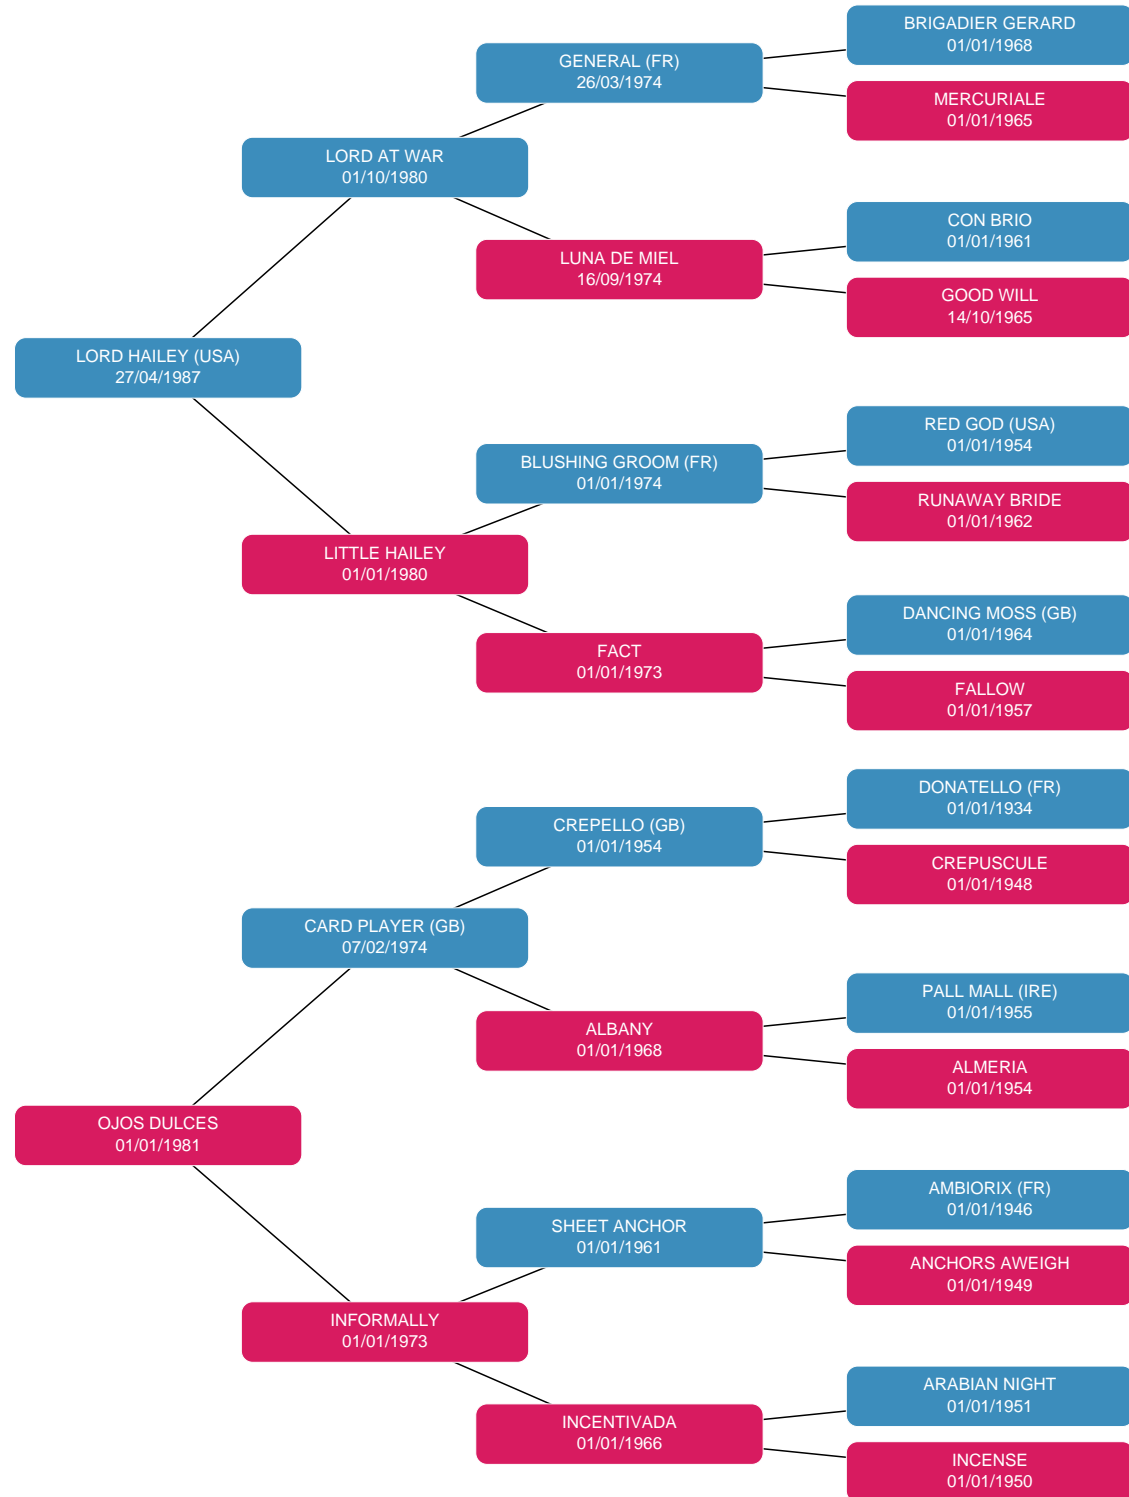 BRIGADIER GERARD
01/01/1968
GENERAL (FR)
26/03/1974
MERCURIALE
01/01/1965
LORD AT WAR
01/10/1980
CON BRIO
01/01/1961
LUNA DE MIEL
16/09/1974
GOOD WILL
14/10/1965
LORD HAILEY (USA)
27/04/1987
RED GOD (USA)
01/01/1954
BLUSHING GROOM (FR)
01/01/1974
RUNAWAY BRIDE
01/01/1962
LITTLE HAILEY
01/01/1980
DANCING MOSS (GB)
01/01/1964
FACT
01/01/1973
FALLOW
01/01/1957
DONATELLO (FR)
01/01/1934
CREPELLO (GB)
01/01/1954
CREPUSCULE
01/01/1948
CARD PLAYER (GB)
07/02/1974
PALL MALL (IRE)
01/01/1955
ALBANY
01/01/1968
ALMERIA
01/01/1954
OJOS DULCES
01/01/1981
AMBIORIX (FR)
01/01/1946
SHEET ANCHOR
01/01/1961
ANCHORS AWEIGH
01/01/1949
INFORMALLY
01/01/1973
ARABIAN NIGHT
01/01/1951
INCENTIVADA
01/01/1966
INCENSE
01/01/1950